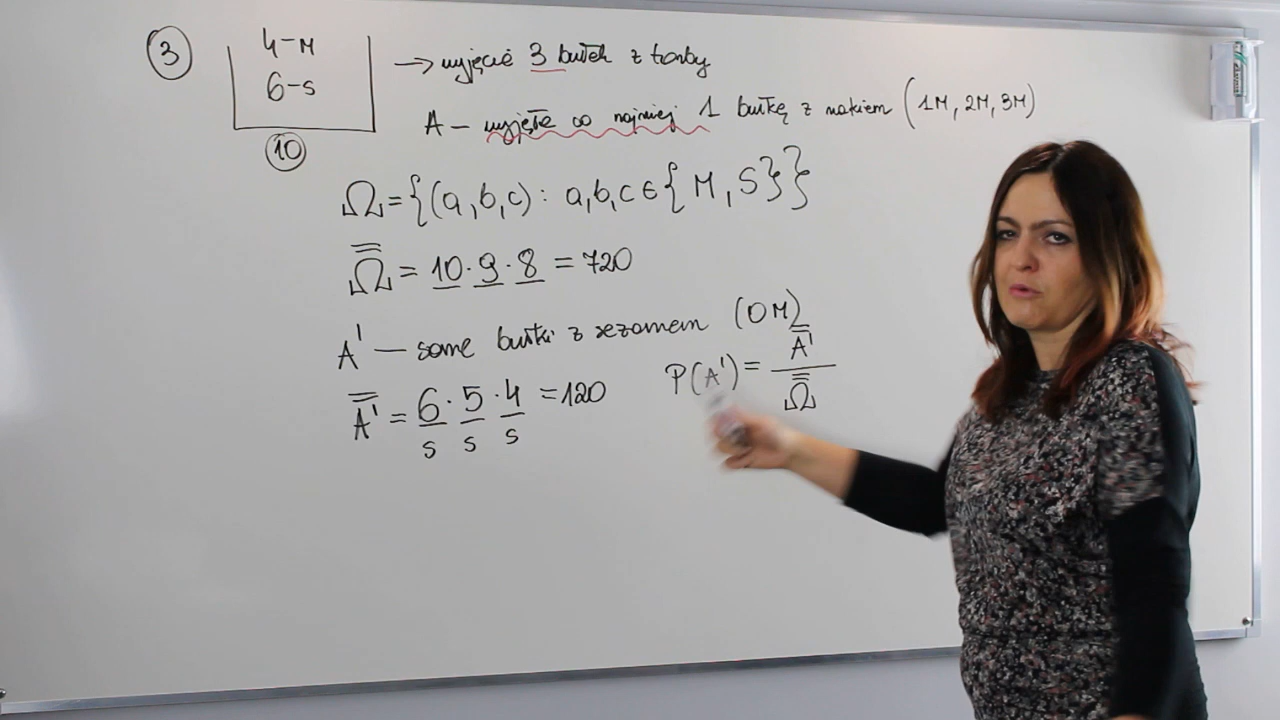 3
4-M
6-s
10
→ wyjęcie 3 bułek z torby
A - wyjęte co najmniej 1 bułkę z makiem (1M, 2M, 3M)
Ω = {(a, b, c) : a, b, c ∈ {M, S}}
Ω̿ = 10 · 9 · 8 = 720
A' - same bułki z sezamem (0M)
A̿' = 6 · 5 · 4 = 120
s s s
P(A') = A̿' / Ω̿